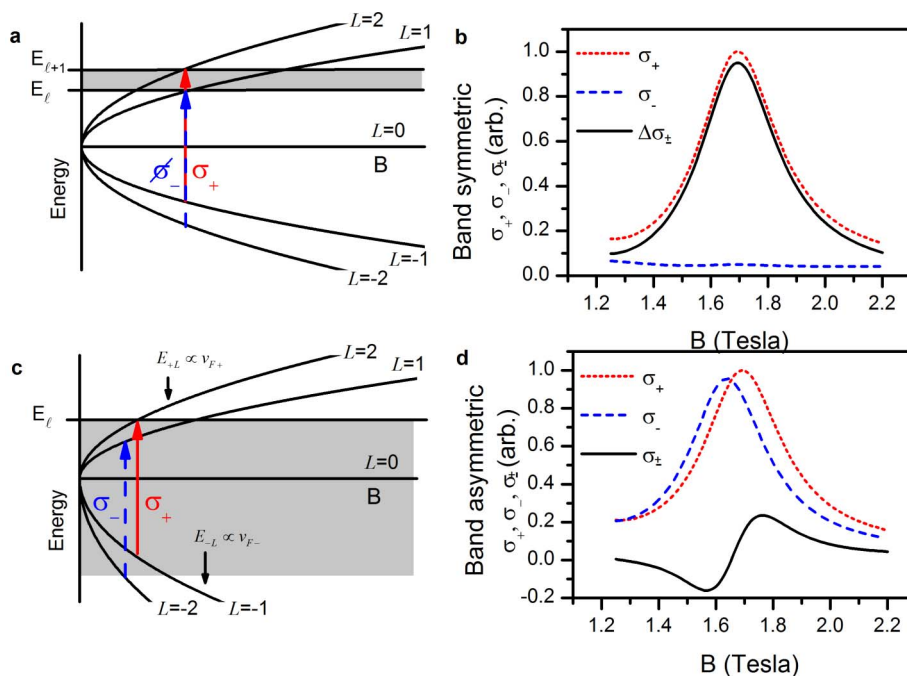 a
E_{ℓ+1}
E_ℓ
L=2
L=1
L=0
B
Energy
σ̸_-
σ_+
L=-1
L=-2
b
Band symmetric
σ_+, σ_-, σ_± (arb.)
σ_+
σ_-
Δσ_±
1.0
0.8
0.6
0.4
0.2
0.0
1.2 1.4 1.6 1.8 2.0 2.2
B (Tesla)
c
E_{+L} ∝ v_{F+}
L=2
L=1
E_ℓ
L=0
B
Energy
σ_-
σ_+
E_{-L} ∝ v_{F-}
L=-2
L=-1
d
Band asymmetric
σ_+, σ_-, σ_± (arb.)
σ_+
σ_-
σ_±
1.0
0.8
0.6
0.4
0.2
0.0
-0.2
1.2 1.4 1.6 1.8 2.0 2.2
B (Tesla)